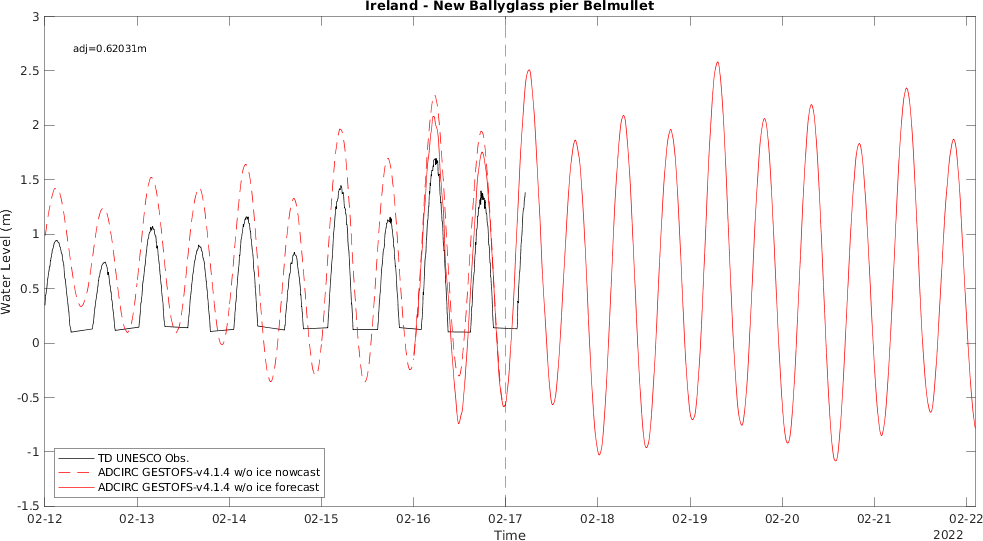 Ireland - New Ballyglass pier Belmullet
adj=0.62031m
3
2.5
2
1.5
1
0.5
0
-0.5
-1
-1.5
Water Level (m)
TD UNESCO Obs.
ADCIRC GESTOFS-v4.1.4 w/o ice nowcast
ADCIRC GESTOFS-v4.1.4 w/o ice forecast
02-12 02-13 02-14 02-15 02-16 02-17 02-18 02-19 02-20 02-21 02-22
Time
2022